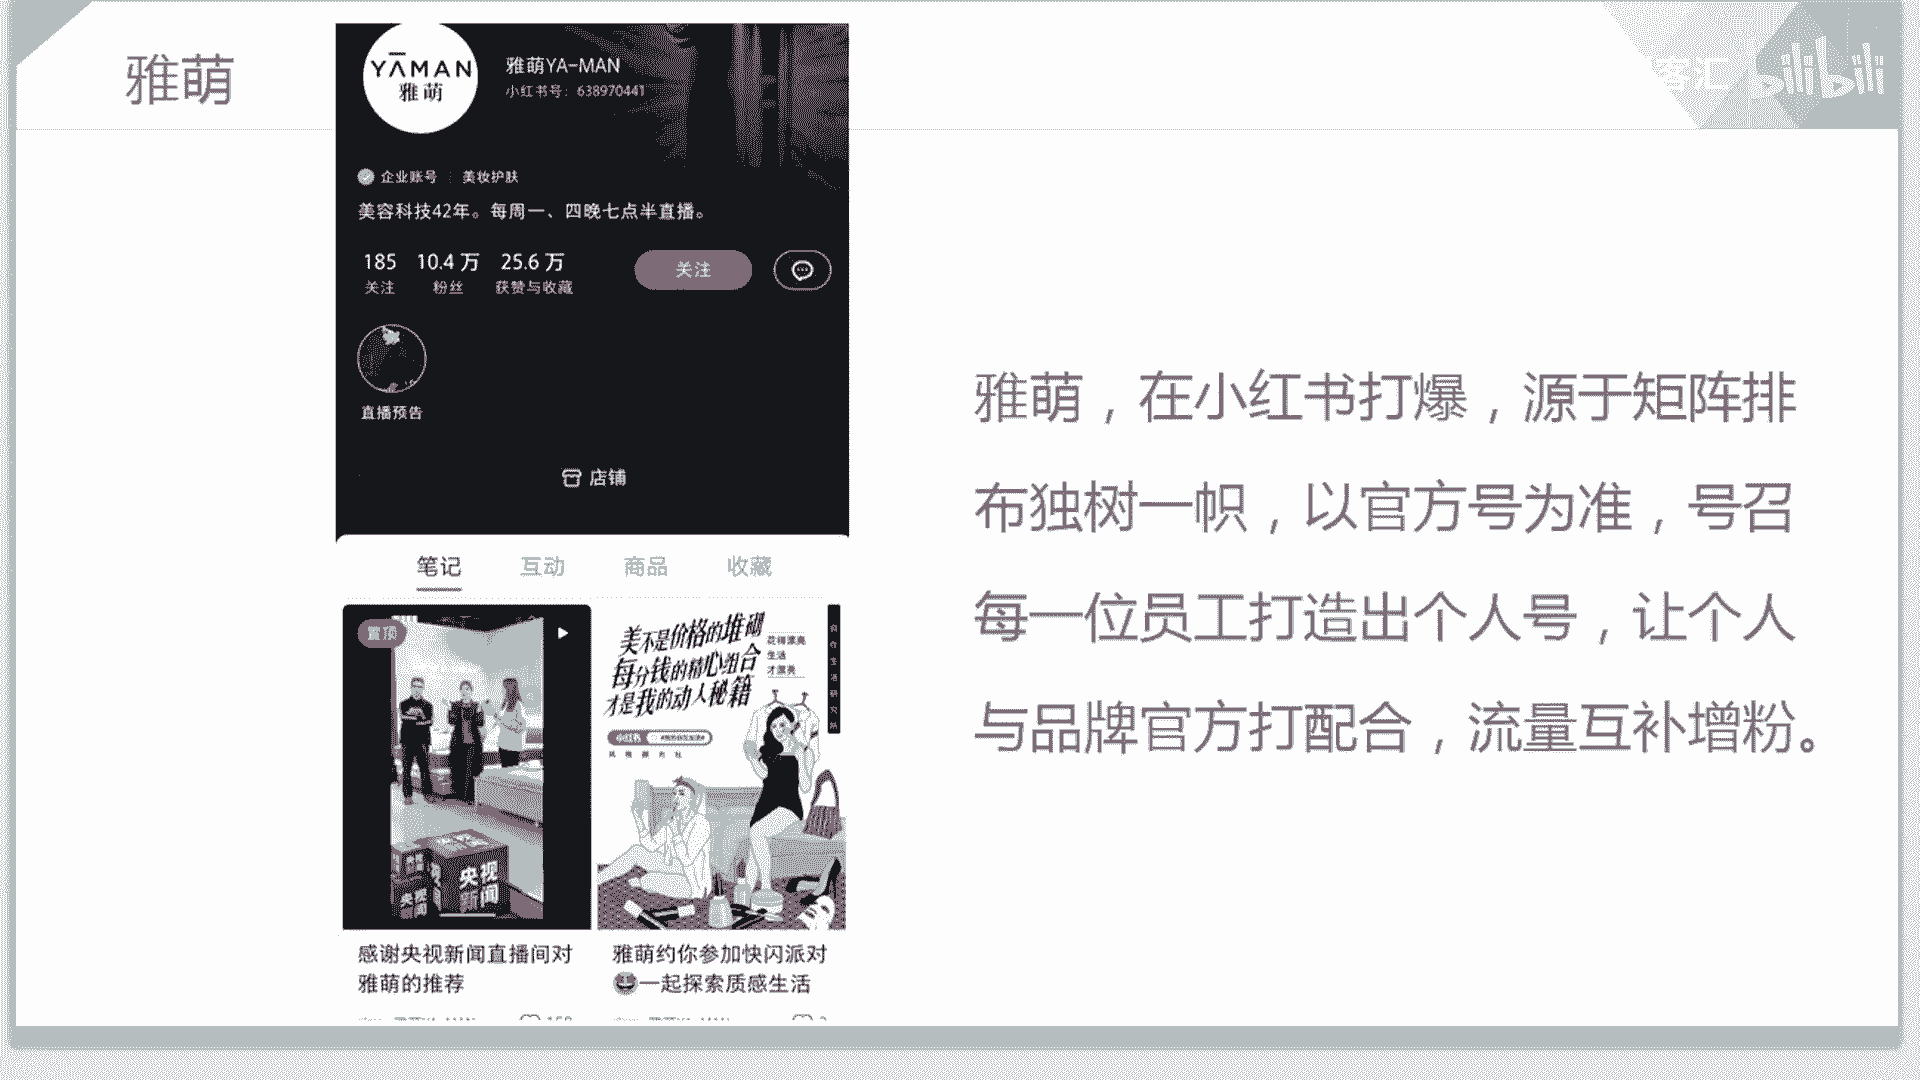 雅萌
客汇 bilibili
YAMAN
雅萌
雅萌YA-MAN
小红书号：638970441
企业账号 美妆护肤
美容科技42年。每周一、四晚七点半直播。
185 10.4万 25.6万
关注 粉丝 获赞与收藏
关注
直播预告
店铺
笔记 互动 商品 收藏
置顶
央视
新闻
美不是价格的堆砌
每分钱的精心组合
才是我的动人秘籍
生活
才漂亮
感谢央视新闻直播间对
雅萌的推荐
雅萌约你参加快闪派对
一起探索质感生活
雅萌，在小红书打爆，源于矩阵排
布独树一帜，以官方号为准，号召
每一位员工打造出个人号，让个人
与品牌官方打配合，流量互补增粉。